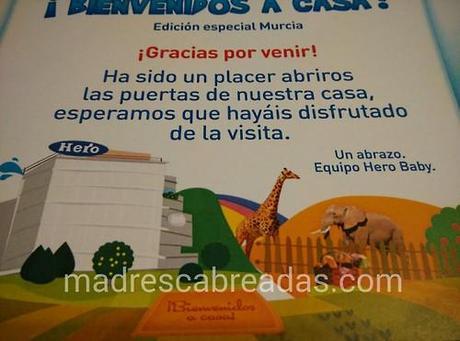 ¡BIENVENIDOS A CASA!
Edición especial Murcia
¡Gracias por venir!
Ha sido un placer abriros
las puertas de nuestra casa,
esperamos que hayáis disfrutado
de la visita.
Un abrazo.
Equipo Hero Baby.
Hero
madrescabreadas.com
¡Bienvenidos
a casa!